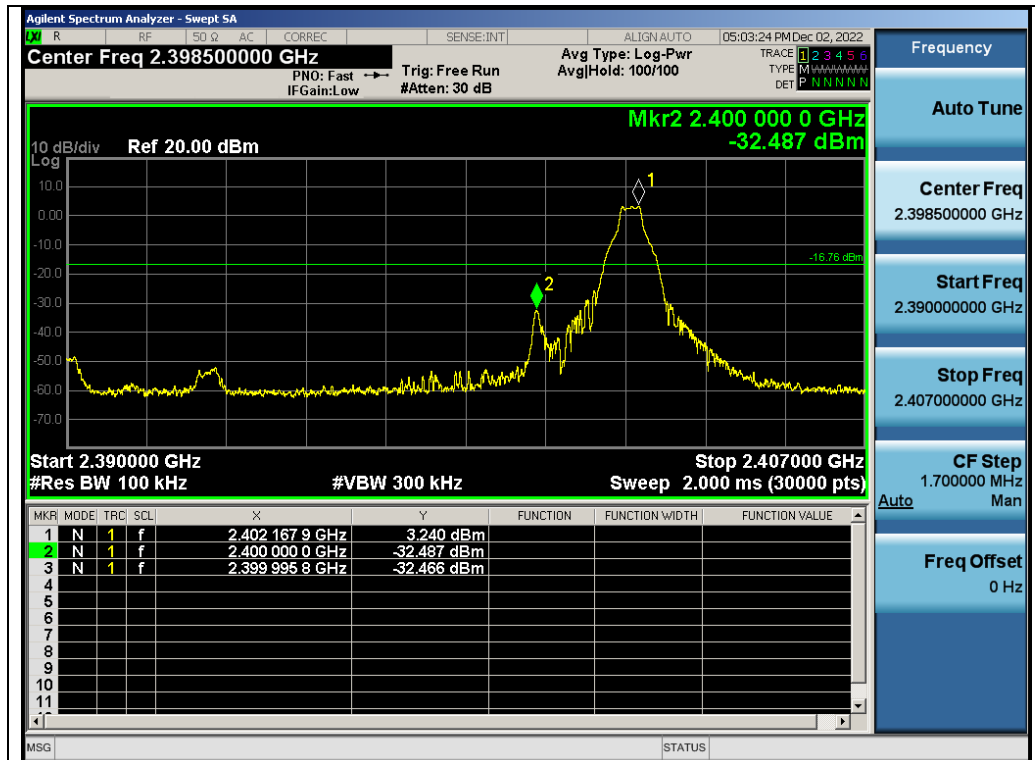 Agilent Spectrum Analyzer - Swept SA
LXI R RF 50 Ω AC CORREC SENSE:INT ALIGN AUTO 05:03:24 PM Dec 02, 2022
Center Freq 2.398500000 GHz
PNO: Fast
IFGain:Low
Trig: Free Run
#Atten: 30 dB
Avg Type: Log-Pwr
Avg|Hold: 100/100
TRACE 1 2 3 4 5 6
TYPE M
DET P N N N N N
Mkr2 2.400 000 0 GHz
-32.487 dBm
10 dB/div Ref 20.00 dBm
Log
10.0
0.00
-10.0
-20.0
-30.0
-40.0
-50.0
-60.0
-70.0
1
2
-16.76 dBm
Start 2.390000 GHz Stop 2.407000 GHz
#Res BW 100 kHz #VBW 300 kHz Sweep 2.000 ms (30000 pts)
MKR MODE TRC SCL X Y FUNCTION FUNCTION WIDTH FUNCTION VALUE
1 N 1 f 2.402 167 9 GHz 3.240 dBm
2 N 1 f 2.400 000 0 GHz -32.487 dBm
3 N 1 f 2.399 995 8 GHz -32.466 dBm
4
5
6
7
8
9
10
11
MSG STATUS
Frequency
Auto Tune
Center Freq
2.398500000 GHz
Start Freq
2.390000000 GHz
Stop Freq
2.407000000 GHz
CF Step
1.700000 MHz
Auto Man
Freq Offset
0 Hz